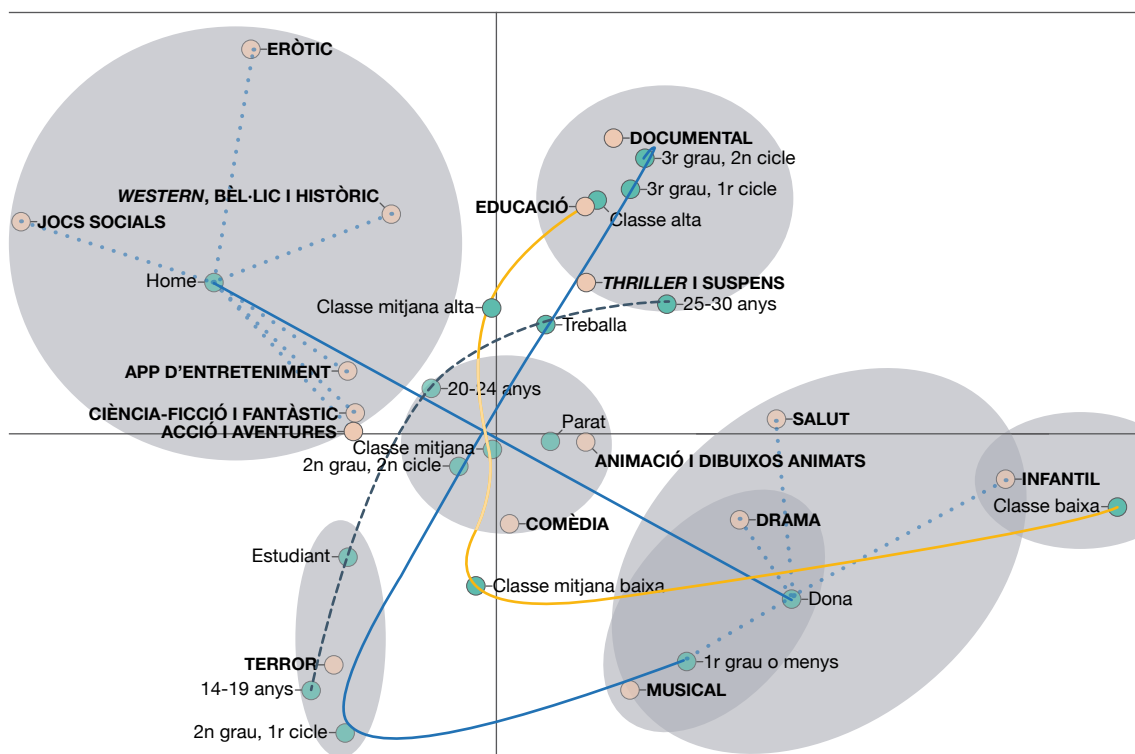 ERÒTIC
DOCUMENTAL
3r grau, 2n cicle
WESTERN, BÈL·LIC I HISTÒRIC
3r grau, 1r cicle
EDUCACIÓ
JOCS SOCIALS
Classe alta
Home
THRILLER I SUSPENS
25-30 anys
Classe mitjana alta
Treballa
APP D'ENTRETENIMENT
20-24 anys
CIÈNCIA-FICCIÓ I FANTÀSTIC
SALUT
Parat
ACCIÓ I AVENTURES
Classe mitjana
ANIMACIÓ I DIBUIXOS ANIMATS
2n grau, 2n cicle
INFANTIL
Classe baixa
DRAMA
COMÈDIA
Estudiant
Classe mitjana baixa
Dona
TERROR
1r grau o menys
14-19 anys
MUSICAL
2n grau, 1r cicle